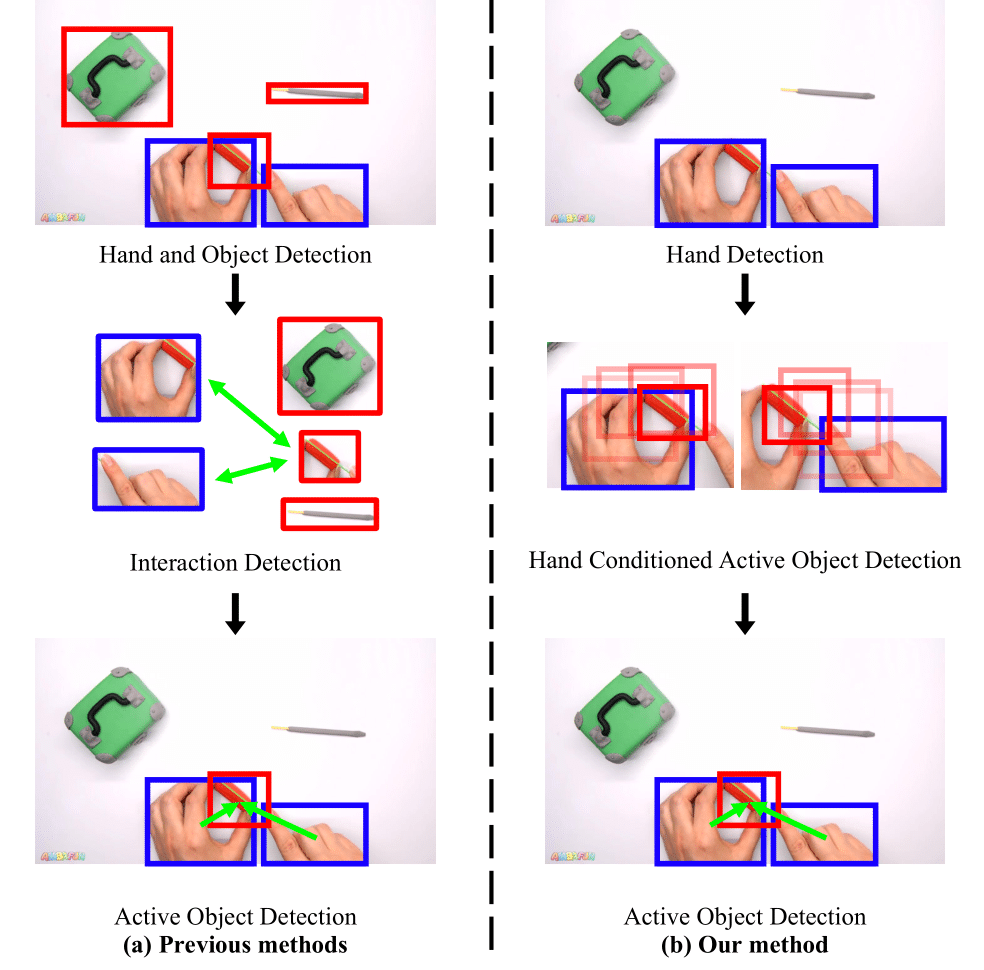 Hand and Object Detection
Interaction Detection
Active Object Detection
(a) Previous methods
Hand Detection
Hand Conditioned Active Object Detection
Active Object Detection
(b) Our method